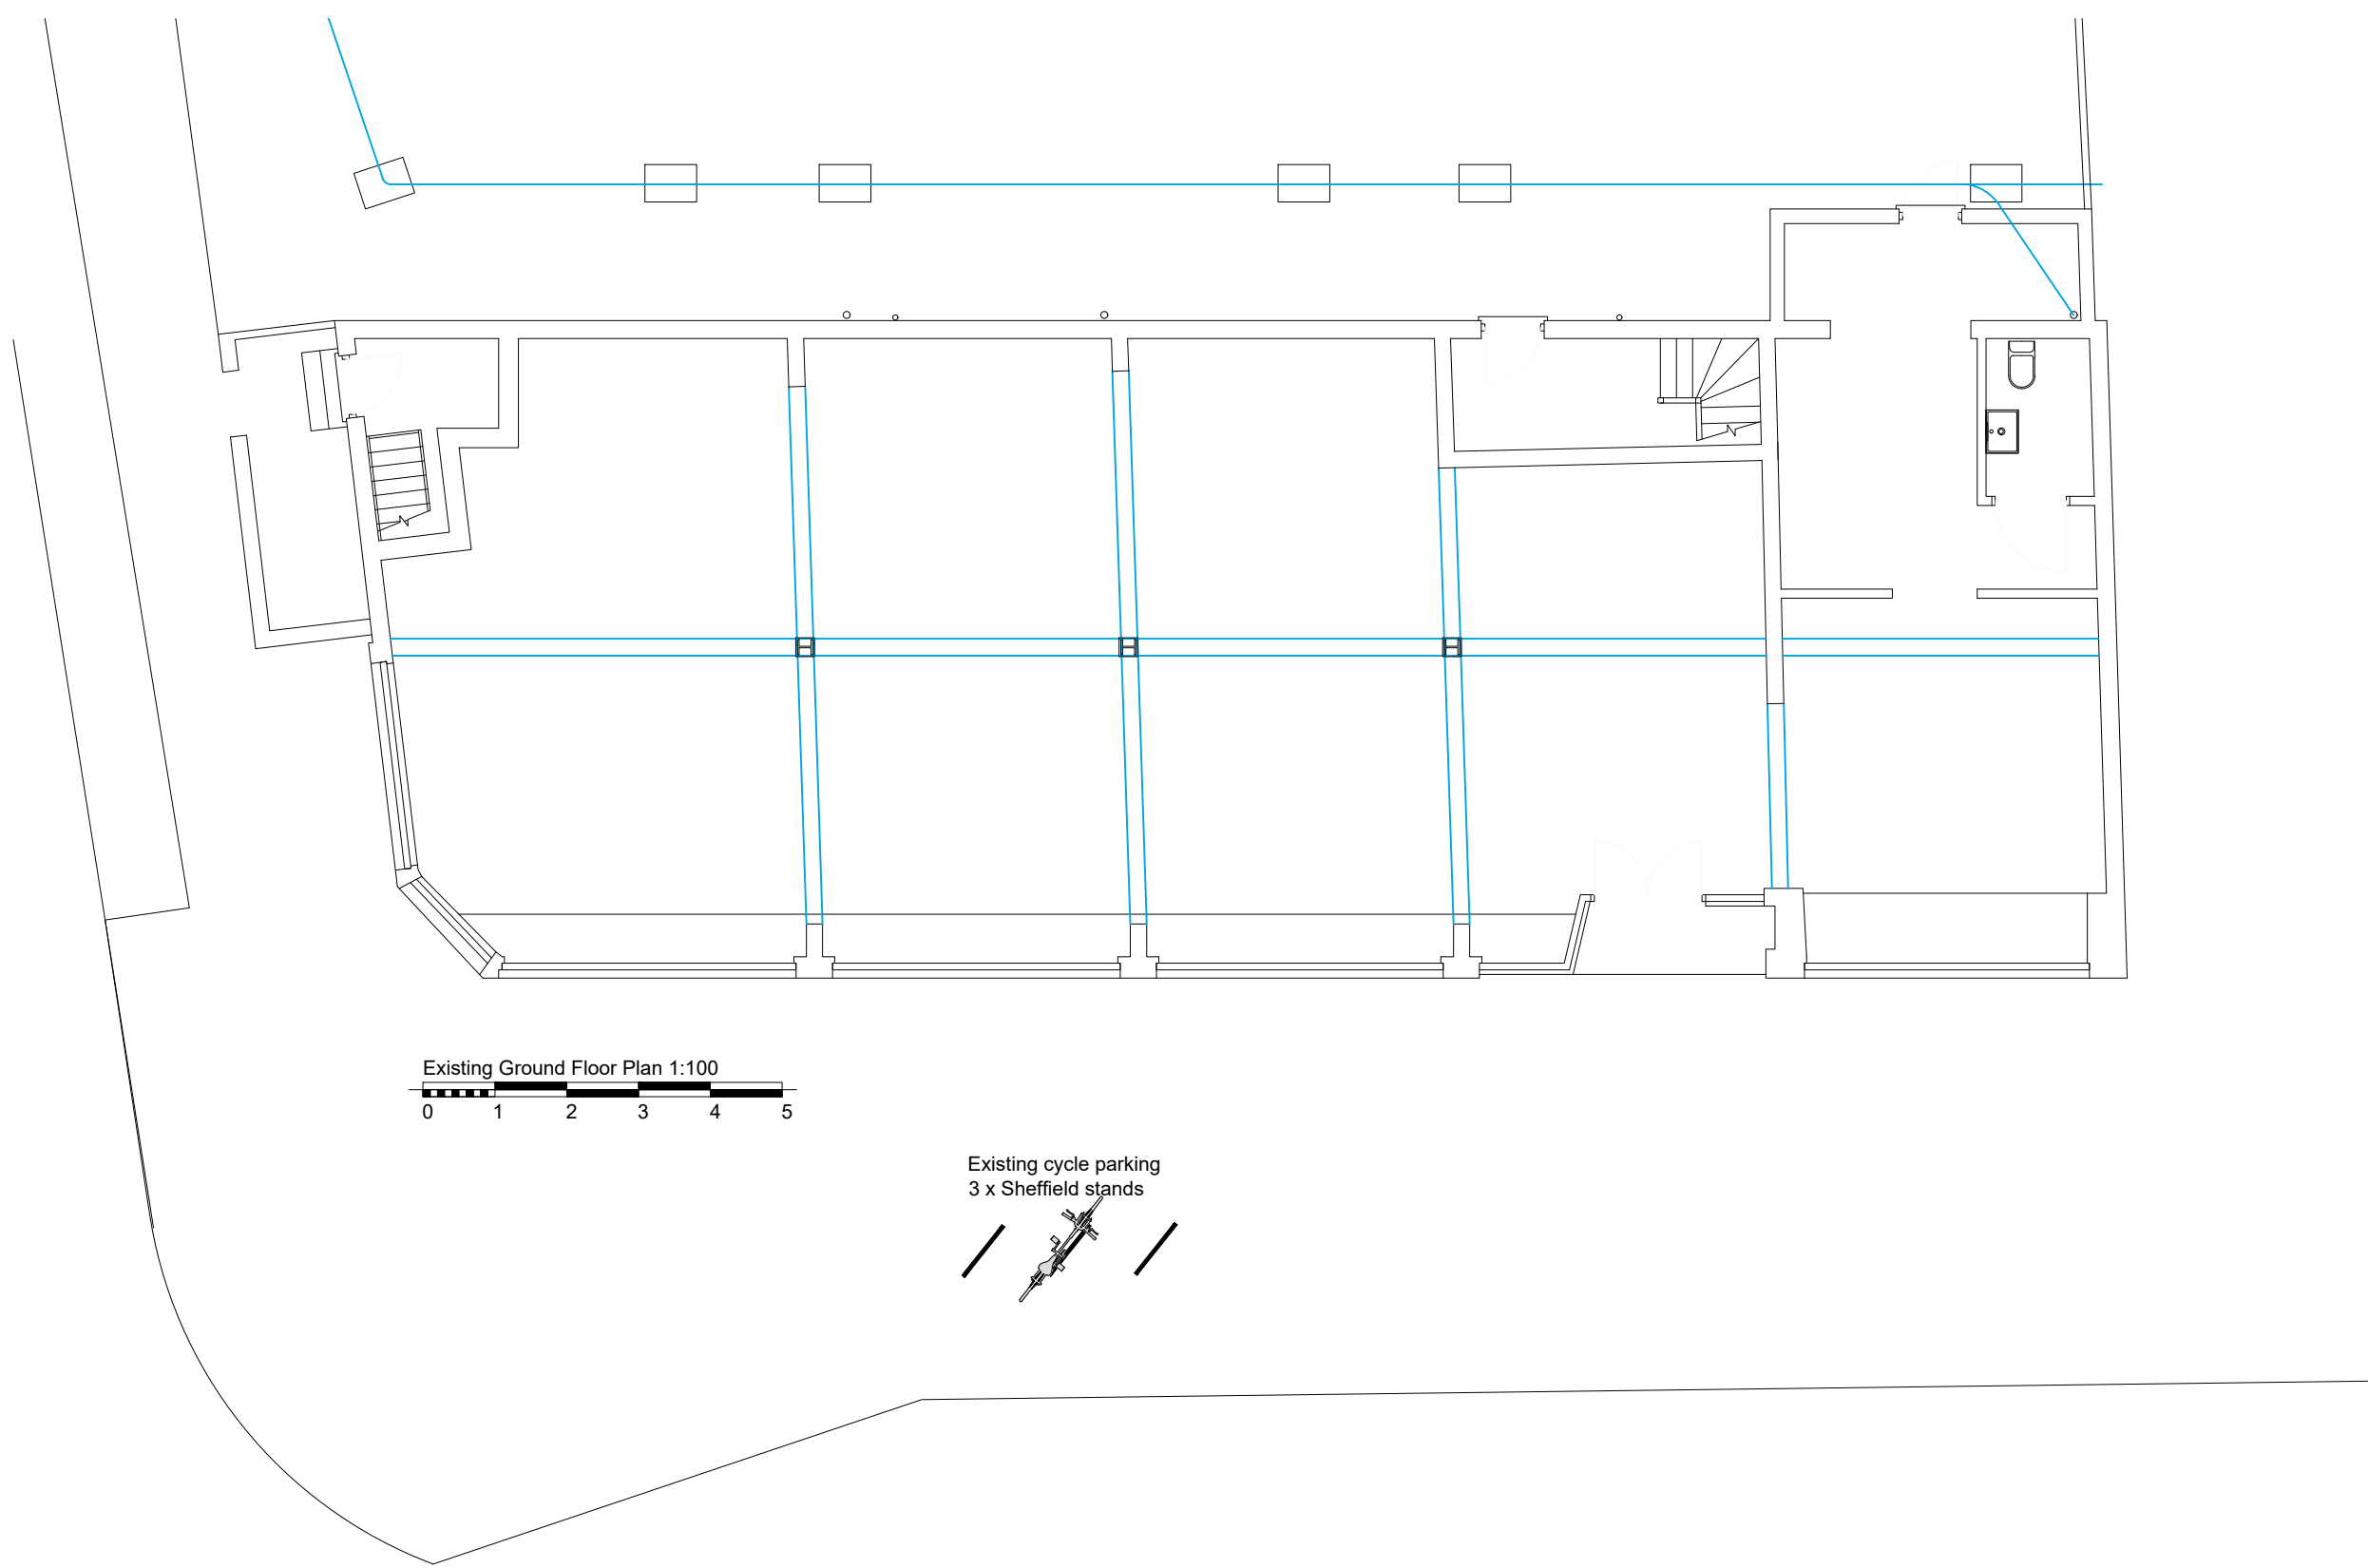 Existing Ground Floor Plan 1:100
0 1 2 3 4 5
Existing cycle parking
3 x Sheffield stands